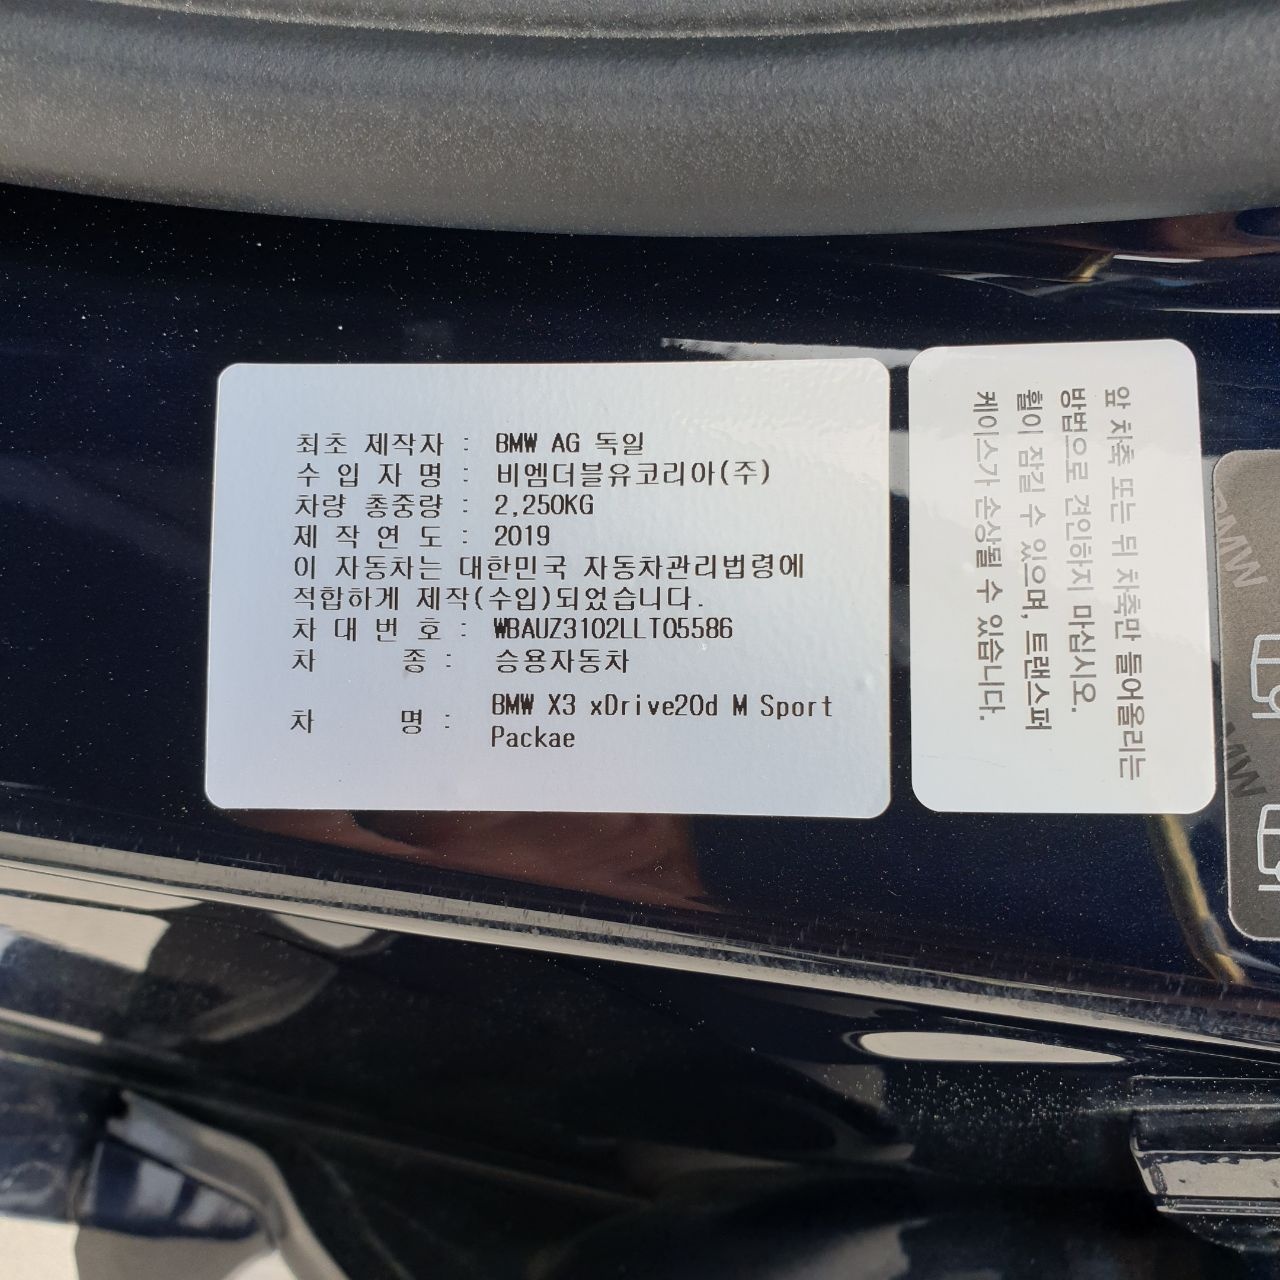 최초 제작자 : BMW AG 독일
수 입 자 명 : 비엠더블유코리아(주)
차량 총중량 : 2,250KG
제 작 연 도 : 2019
이 자동차는 대한민국 자동차관리법령에
적합하게 제작(수입)되었습니다.
차 대 번 호 : WBAUZ3102LLT05586
차 종 : 승용자동차
차 명 : BMW X3 xDrive20d M Sport
Packae
앞 차축 또는 뒤 차축만 들어올리는
방법으로 견인하지 마십시오.
휠이 잠길 수 있으며, 트랜스퍼
케이스가 손상될 수 있습니다.
BMW
BMW